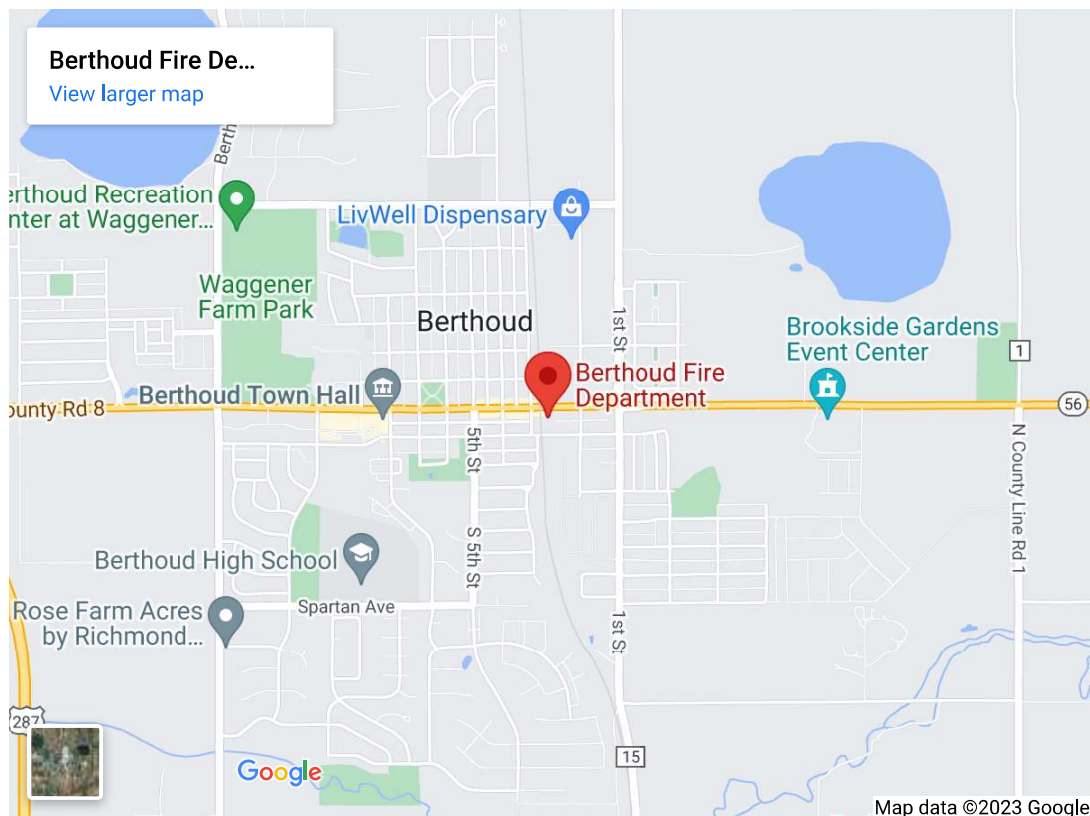 Berthoud Fire De...
View larger map
Berth
erthoud Recreation
nter at Waggener...
LivWell Dispensary
Waggener
Farm Park
Berthoud
1st St
Brookside Gardens
Event Center
1
Berthoud Fire
Department
Berthoud Town Hall
ounty Rd 8
56
5th St
N County Line Rd 1
S 5th St
Berthoud High School
Spartan Ave
Rose Farm Acres
by Richmond...
1st St
287
15
Google
Map data ©2023 Google